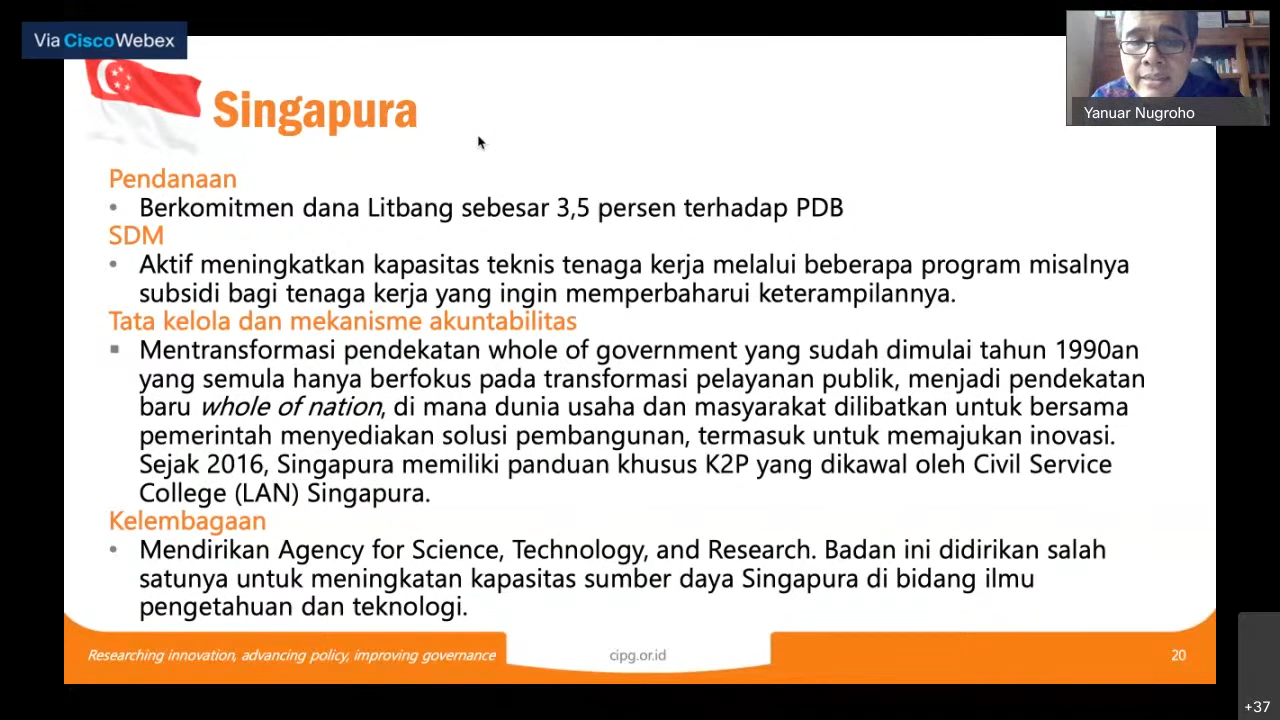 Via CiscoWebex
Singapura
Yanuar Nugroho
Pendanaan
• Berkomitmen dana Litbang sebesar 3,5 persen terhadap PDB
SDM
• Aktif meningkatkan kapasitas teknis tenaga kerja melalui beberapa program misalnya
subsidi bagi tenaga kerja yang ingin memperbaharui keterampilannya.
Tata kelola dan mekanisme akuntabilitas
▪ Mentransformasi pendekatan whole of government yang sudah dimulai tahun 1990an
yang semula hanya berfokus pada transformasi pelayanan publik, menjadi pendekatan
baru whole of nation, di mana dunia usaha dan masyarakat dilibatkan untuk bersama
pemerintah menyediakan solusi pembangunan, termasuk untuk memajukan inovasi.
Sejak 2016, Singapura memiliki panduan khusus K2P yang dikawal oleh Civil Service
College (LAN) Singapura.
Kelembagaan
• Mendirikan Agency for Science, Technology, and Research. Badan ini didirikan salah
satunya untuk meningkatan kapasitas sumber daya Singapura di bidang ilmu
pengetahuan dan teknologi.
Researching innovation, advancing policy, improving governance
cipg.or.id
20
+37